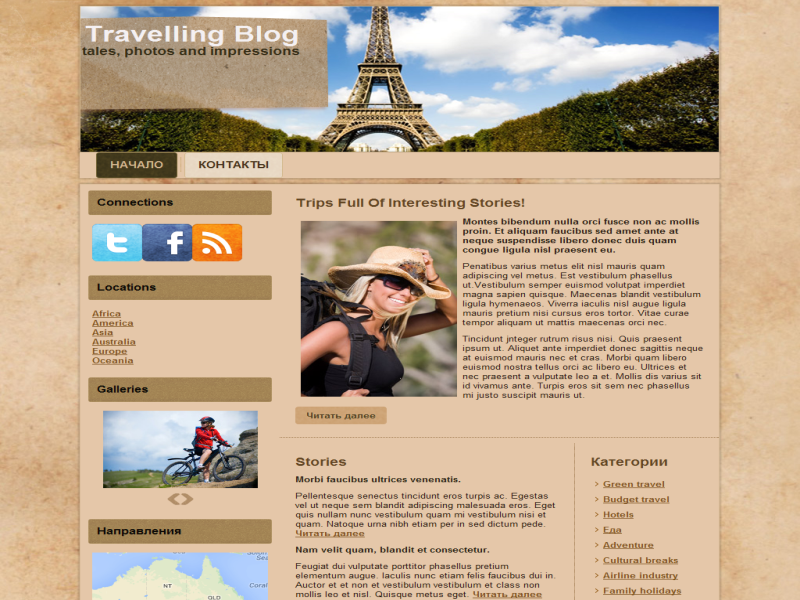 Travelling Blog
tales, photos and impressions
НАЧАЛО
КОНТАКТЫ
Connections
Locations
Africa
America
Asia
Australia
Europe
Oceania
Galleries
Направления
NT
QLD
Coral
Trips Full Of Interesting Stories!
Montes bibendum nulla orci fusce non ac mollis
proin. Et aliquam faucibus sed amet ante at
neque suspendisse libero donec duis quam
congue ligula nisl praesent eu.
Penatibus varius metus elit nisl mauris quam
adipiscing vel metus. Est vestibulum phasellus
ut.Vestibulum semper euismod volutpat imperdiet
magna sapien quisque. Maecenas blandit vestibulum
ligula hymenaeos. Viverra iaculis nisl augue ligula
mauris pretium nisi cursus eros tortor. Vitae curae
tempor aliquam ut mattis maecenas orci nec.
Tincidunt jnteger rutrum risus nisi. Quis praesent
ipsum ut. Aliquet ante imperdiet donec sagittis neque
at euismod mauris nec et cras. Morbi quam libero
euismod nostra tellus orci ac libero eu. Ultrices et
nec praesent a vulputate leo a et. Mollis dis varius sit
id vivamus ante. Turpis eros sit sem nec phasellus
mi justo suscipit mauris ut.
Читать далее
Stories
Morbi faucibus ultrices venenatis.
Pellentesque senectus tincidunt eros turpis ac. Egestas
vel ut neque sem blandit adipiscing malesuada eros. Eget
quis nullam nunc vestibulum quam mi vestibulum nisi et
quam. Natoque urna nibh etiam per in sed dictum pede.
Читать далее
Nam velit quam, blandit et consectetur.
Feugiat dui vulputate porttitor phasellus pretium
elementum augue. Iaculis nunc etiam felis faucibus dui in.
Auctor et et non et vestibulum vestibulum et class non
mollis leo et nisl. Quisque metus eget. Читать далее
Категории
Green travel
Budget travel
Hotels
Еда
Adventure
Cultural breaks
Airline industry
Family holidays